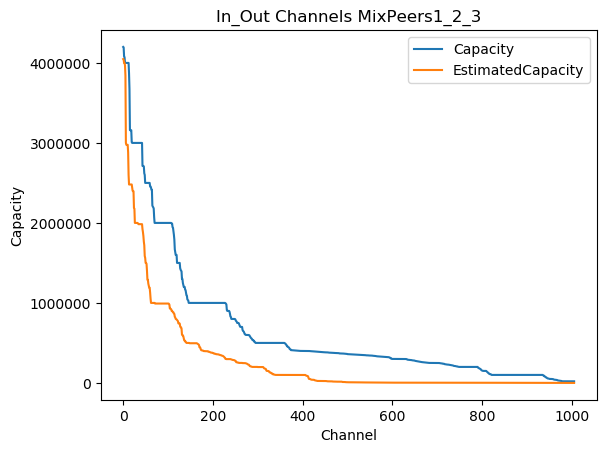 In_Out Channels MixPeers1_2_3
Capacity
EstimatedCapacity
4000000
3000000
2000000
1000000
0
Capacity
0 200 400 600 800 1000
Channel